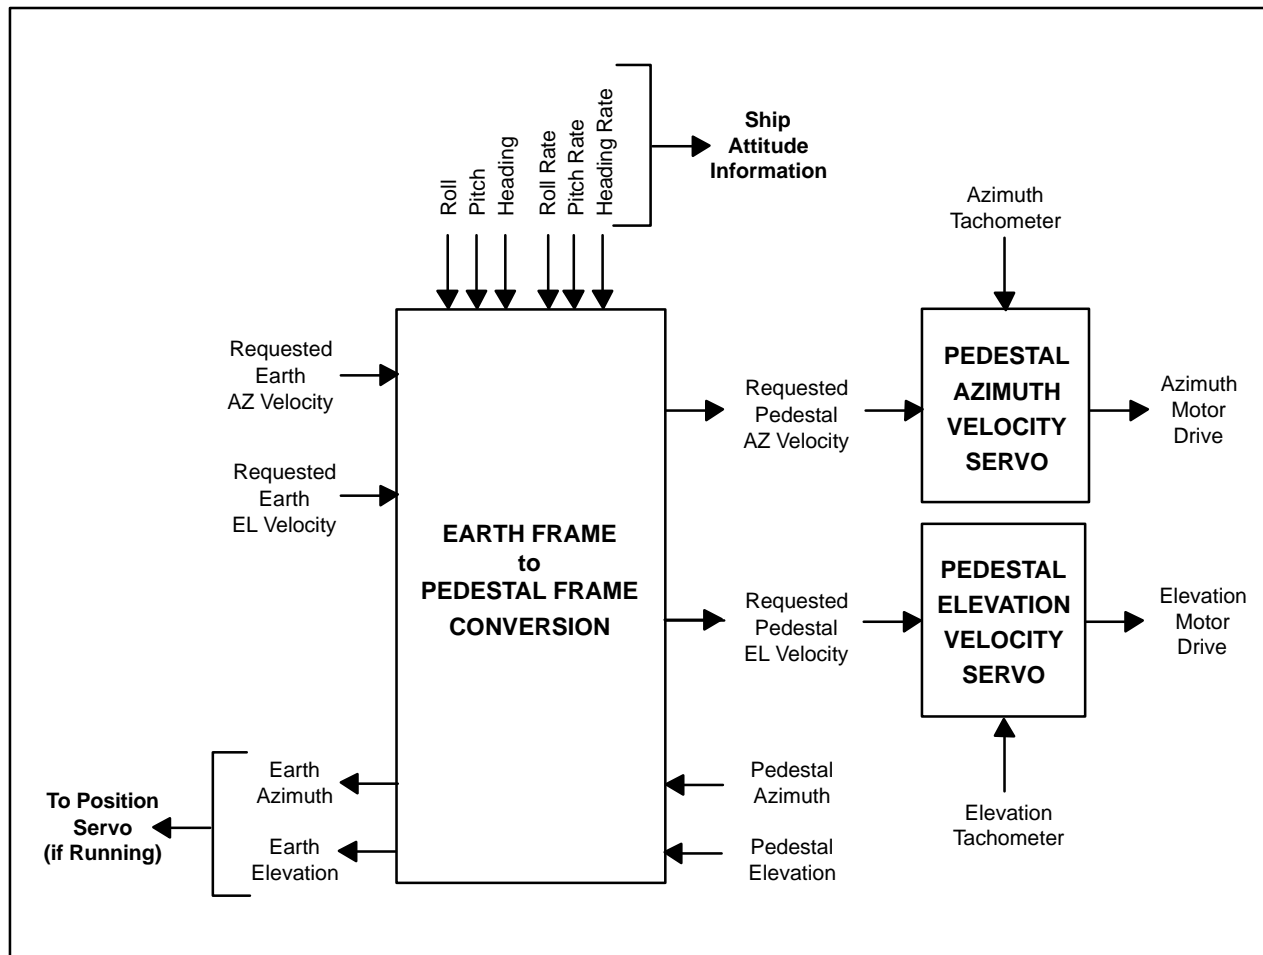 Roll
Pitch
Heading
Roll Rate
Pitch Rate
Heading Rate
Ship
Attitude
Information
Azimuth
Tachometer
Requested
Earth
AZ Velocity
Requested
Earth
EL Velocity
EARTH FRAME
to
PEDESTAL FRAME
CONVERSION
Requested
Pedestal
AZ Velocity
PEDESTAL
AZIMUTH
VELOCITY
SERVO
Azimuth
Motor
Drive
Requested
Pedestal
EL Velocity
PEDESTAL
ELEVATION
VELOCITY
SERVO
Elevation
Motor
Drive
To Position
Servo
(if Running)
Earth
Azimuth
Earth
Elevation
Pedestal
Azimuth
Pedestal
Elevation
Elevation
Tachometer